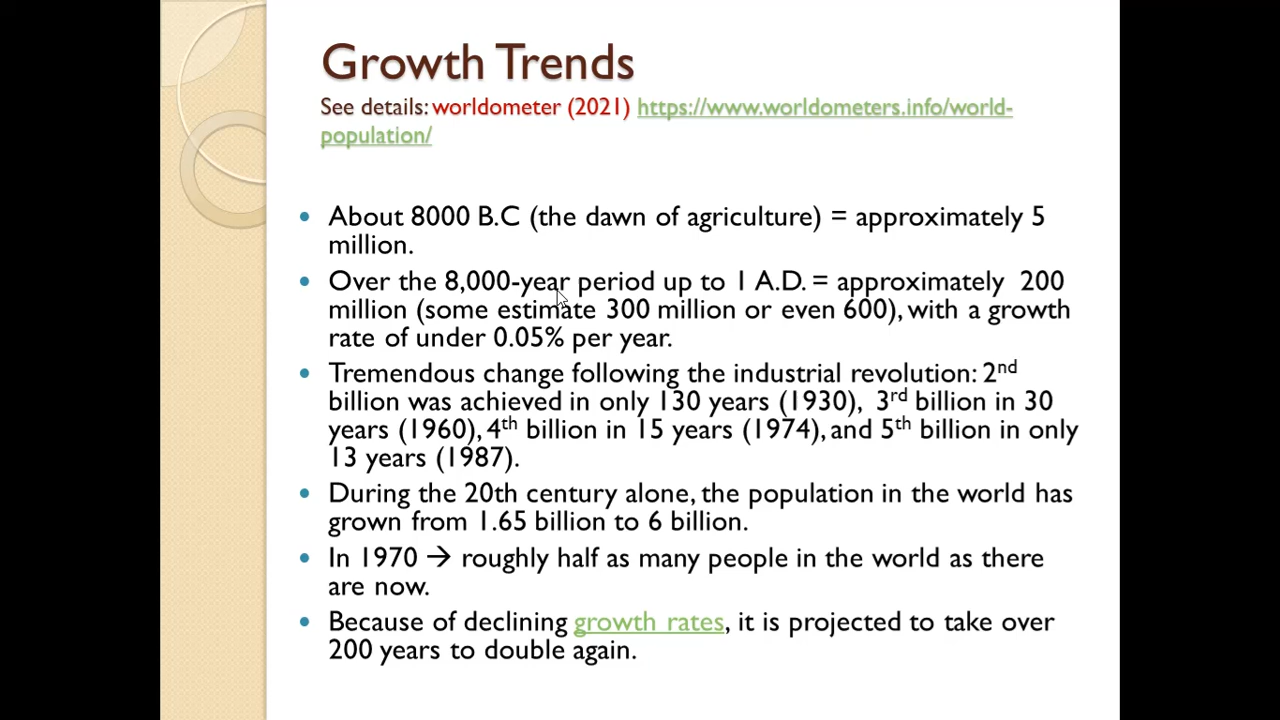 Growth Trends
See details: worldometer (2021) https://www.worldometers.info/world-
population/
• About 8000 B.C (the dawn of agriculture) = approximately 5
million.
• Over the 8,000-year period up to 1 A.D. = approximately 200
million (some estimate 300 million or even 600), with a growth
rate of under 0.05% per year.
• Tremendous change following the industrial revolution: 2nd
billion was achieved in only 130 years (1930), 3rd billion in 30
years (1960), 4th billion in 15 years (1974), and 5th billion in only
13 years (1987).
• During the 20th century alone, the population in the world has
grown from 1.65 billion to 6 billion.
• In 1970 → roughly half as many people in the world as there
are now.
• Because of declining growth rates, it is projected to take over
200 years to double again.